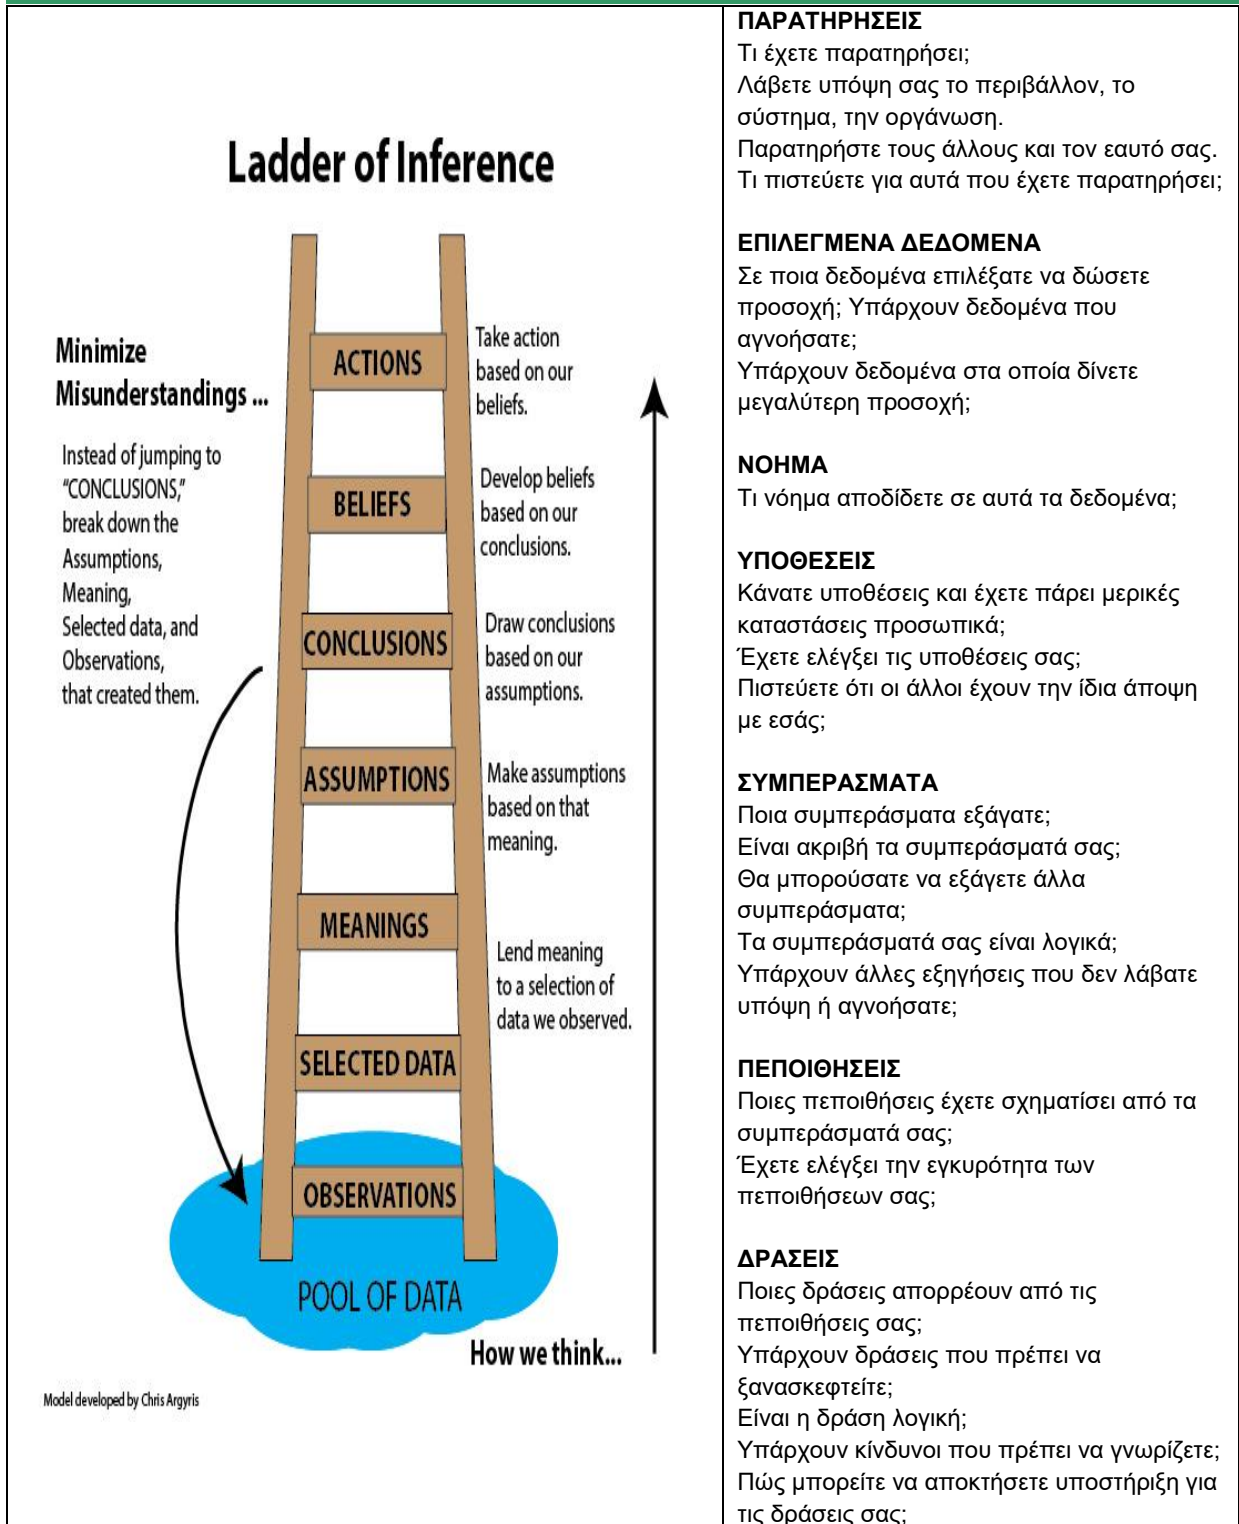 Ladder of Inference
Minimize
Misunderstandings ...
Instead of jumping to
“CONCLUSIONS,”
break down the
Assumptions,
Meaning,
Selected data, and
Observations,
that created them.
ACTIONS
Take action
based on our
beliefs.
BELIEFS
Develop beliefs
based on our
conclusions.
CONCLUSIONS
Draw conclusions
based on our
assumptions.
ASSUMPTIONS
Make assumptions
based on that
meaning.
MEANINGS
Lend meaning
to a selection of
data we observed.
SELECTED DATA
OBSERVATIONS
POOL OF DATA
How we think...
Model developed by Chris Argyris
ΠΑΡΑΤΗΡΗΣΕΙΣ
Τι έχετε παρατηρήσει;
Λάβετε υπόψη σας το περιβάλλον, το
σύστημα, την οργάνωση.
Παρατηρήστε τους άλλους και τον εαυτό σας.
Τι πιστεύετε για αυτά που έχετε παρατηρήσει;
ΕΠΙΛΕΓΜΕΝΑ ΔΕΔΟΜΕΝΑ
Σε ποια δεδομένα επιλέξατε να δώσετε
προσοχή; Υπάρχουν δεδομένα που
αγνοήσατε;
Υπάρχουν δεδομένα στα οποία δίνετε
μεγαλύτερη προσοχή;
ΝΟΗΜΑ
Τι νόημα αποδίδετε σε αυτά τα δεδομένα;
ΥΠΟΘΕΣΕΙΣ
Κάνατε υποθέσεις και έχετε πάρει μερικές
καταστάσεις προσωπικά;
Έχετε ελέγξει τις υποθέσεις σας;
Πιστεύετε ότι οι άλλοι έχουν την ίδια άποψη
με εσάς;
ΣΥΜΠΕΡΑΣΜΑΤΑ
Ποια συμπεράσματα εξάγατε;
Είναι ακριβή τα συμπεράσματά σας;
Θα μπορούσατε να εξάγετε άλλα
συμπεράσματα;
Τα συμπεράσματά σας είναι λογικά;
Υπάρχουν άλλες εξηγήσεις που δεν λάβατε
υπόψη ή αγνοήσατε;
ΠΕΠΟΙΘΗΣΕΙΣ
Ποιες πεποιθήσεις έχετε σχηματίσει από τα
συμπεράσματά σας;
Έχετε ελέγξει την εγκυρότητα των
πεποιθήσεων σας;
ΔΡΑΣΕΙΣ
Ποιες δράσεις απορρέουν από τις
πεποιθήσεις σας;
Υπάρχουν δράσεις που πρέπει να
ξανασκεφτείτε;
Είναι η δράση λογική;
Υπάρχουν κίνδυνοι που πρέπει να γνωρίζετε;
Πώς μπορείτε να αποκτήσετε υποστήριξη για
τις δράσεις σας;